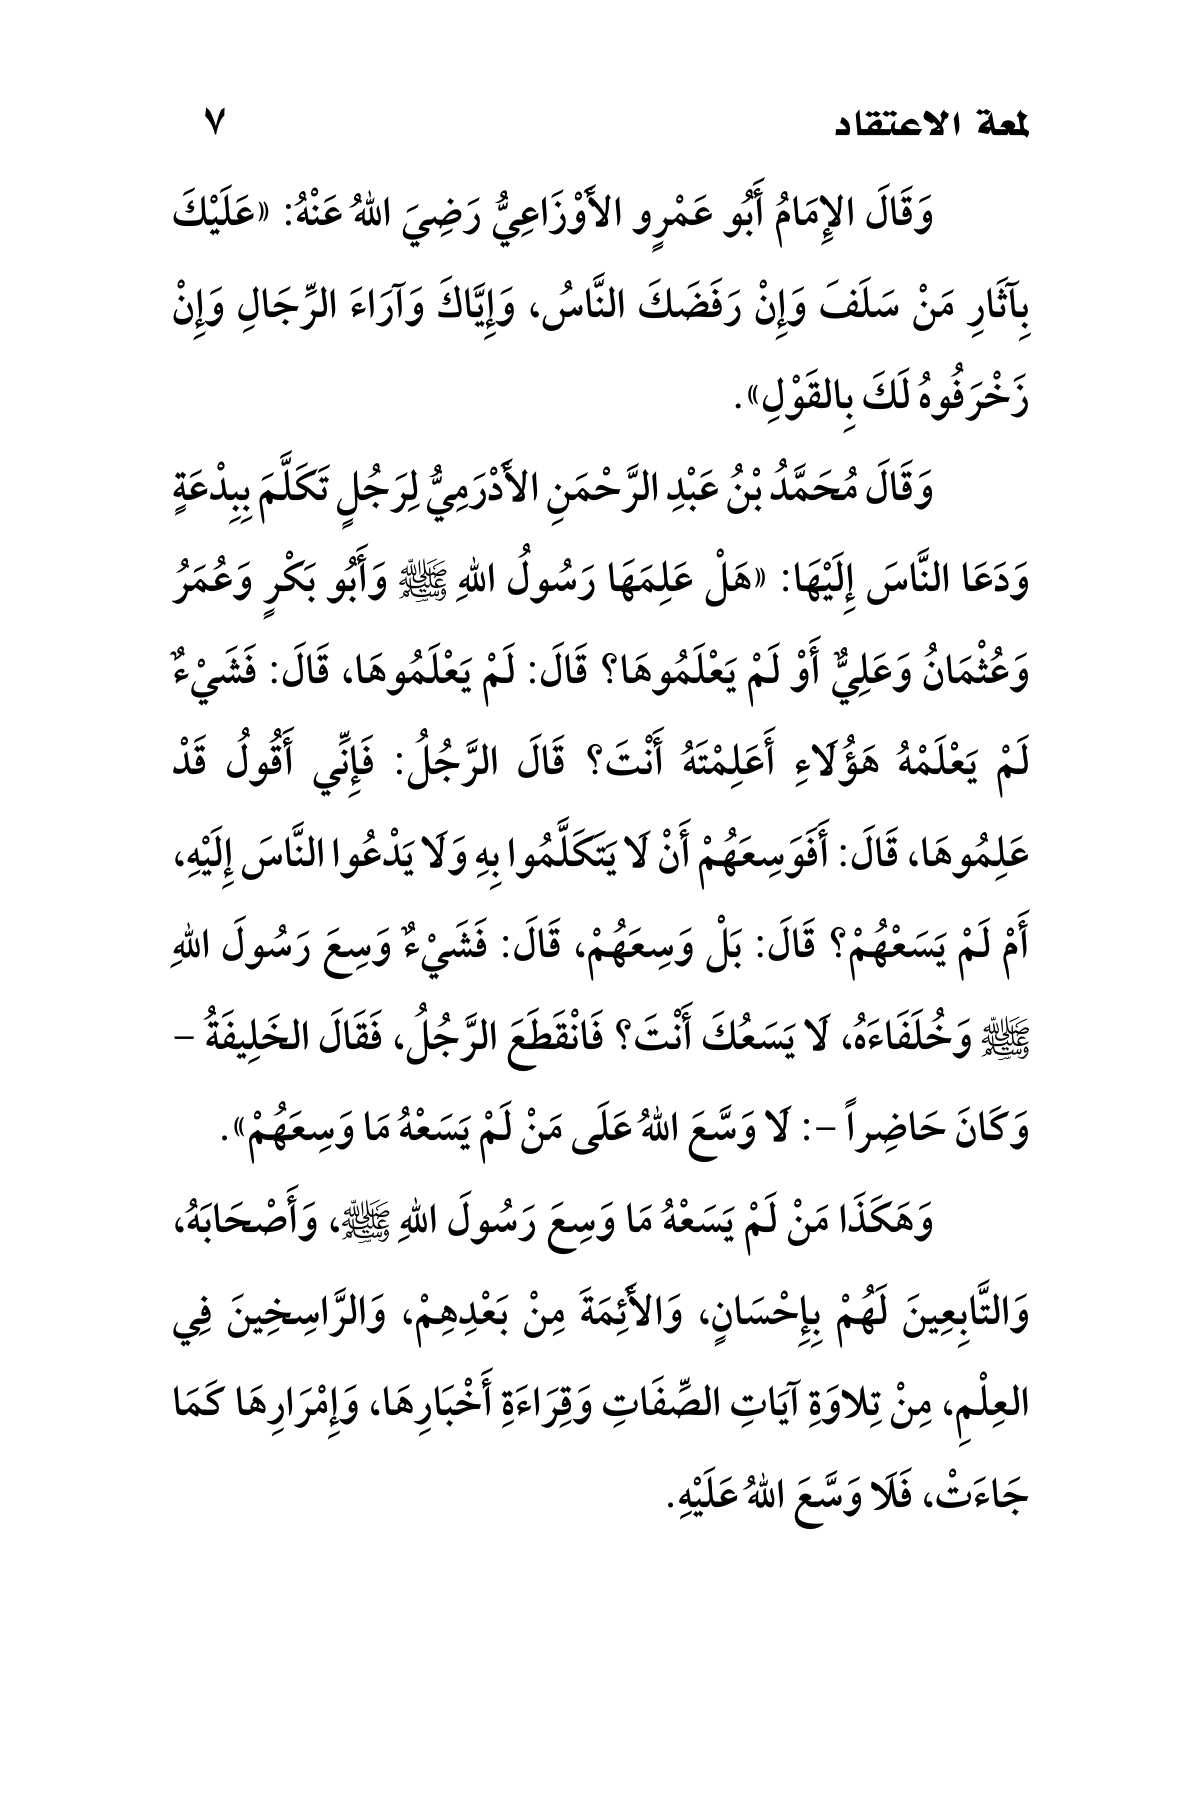 لمعة الاعتقاد ٧
وَقَالَ الإِمَامُ أَبُو عَمْرٍو الأَوْزَاعِيُّ رَضِيَ اللهُ عَنْهُ: «عَلَيْكَ
بِآثَارِ مَنْ سَلَفَ وَإِنْ رَفَضَكَ النَّاسُ، وَإِيَّاكَ وَآرَاءَ الرِّجَالِ وَإِنْ
زَخْرَفُوهُ لَكَ بِالقَوْلِ».
وَقَالَ مُحَمَّدُ بْنُ عَبْدِ الرَّحْمَنِ الأَدْرَمِيُّ لِرَجُلٍ تَكَلَّمَ بِبِدْعَةٍ
وَدَعَا النَّاسَ إِلَيْهَا: «هَلْ عَلِمَهَا رَسُولُ اللهِ ﷺ وَأَبُو بَكْرٍ وَعُمَرُ
وَعُثْمَانُ وَعَلِيٌّ أَوْ لَمْ يَعْلَمُوهَا؟ قَالَ: لَمْ يَعْلَمُوهَا، قَالَ: فَشَيْءٌ
لَمْ يَعْلَمْهُ هَؤُلَاءِ أَعَلِمْتَهُ أَنْتَ؟ قَالَ الرَّجُلُ: فَإِنِّي أَقُولُ قَدْ
عَلِمُوهَا، قَالَ: أَفَوَسِعَهُمْ أَنْ لَا يَتَكَلَّمُوا بِهِ وَلَا يَدْعُوا النَّاسَ إِلَيْهِ،
أَمْ لَمْ يَسَعْهُمْ؟ قَالَ: بَلْ وَسِعَهُمْ، قَالَ: فَشَيْءٌ وَسِعَ رَسُولَ اللهِ
ﷺ وَخُلَفَاءَهُ، لَا يَسَعُكَ أَنْتَ؟ فَانْقَطَعَ الرَّجُلُ، فَقَالَ الخَلِيفَةُ –
وَكَانَ حَاضِراً –: لَا وَسَّعَ اللهُ عَلَى مَنْ لَمْ يَسَعْهُ مَا وَسِعَهُمْ».
وَهَكَذَا مَنْ لَمْ يَسَعْهُ مَا وَسِعَ رَسُولَ اللهِ ﷺ، وَأَصْحَابَهُ،
وَالتَّابِعِينَ لَهُمْ بِإِحْسَانٍ، وَالأَئِمَةَ مِنْ بَعْدِهِمْ، وَالرَّاسِخِينَ فِي
العِلْمِ، مِنْ تِلاوَةِ آيَاتِ الصِّفَاتِ وَقِرَاءَةِ أَخْبَارِهَا، وَإِمْرَارِهَا كَمَا
جَاءَتْ، فَلَا وَسَّعَ اللهُ عَلَيْهِ.